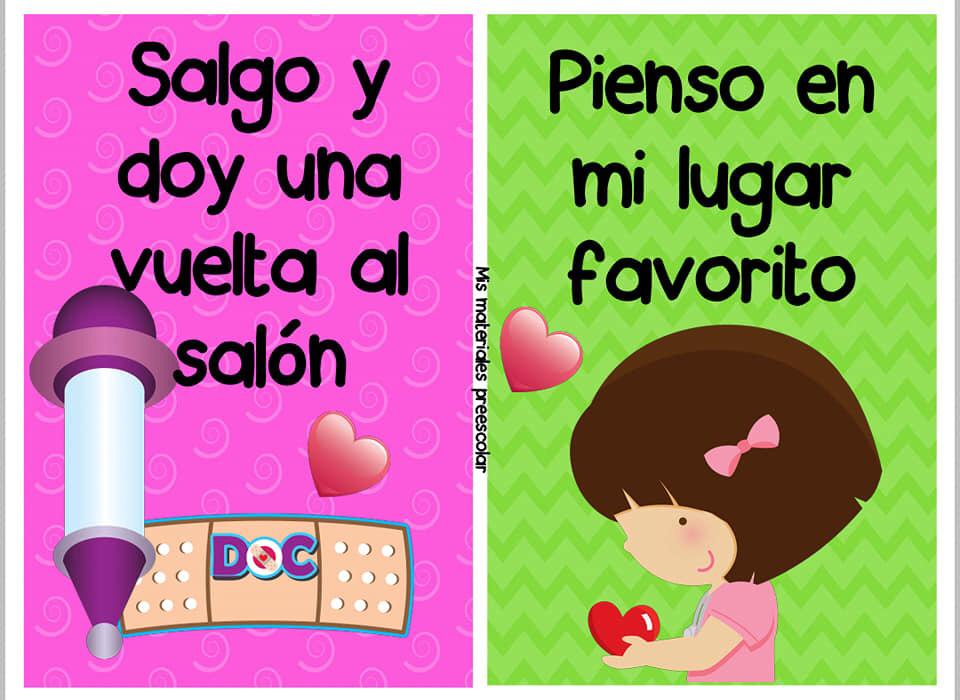 Salgo y
doy una
vuelta al
salón
DOC
Mis materiales preescolar
Pienso en
mi lugar
favorito